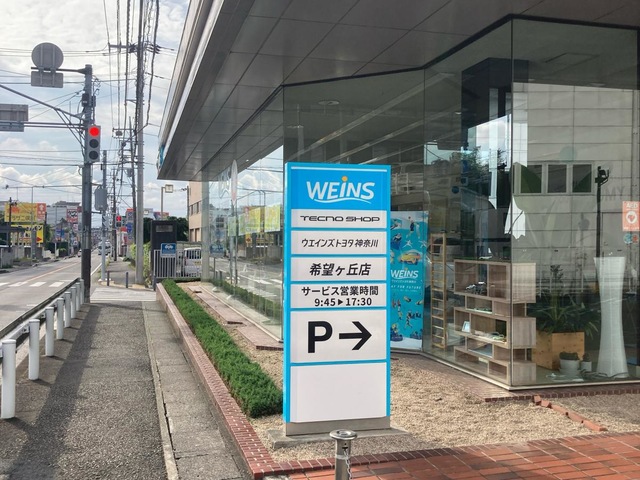 WEiNS
TECNO SHOP
ウエインズトヨタ神奈川
希望ヶ丘店
サービス営業時間
9:45▶17:30
P→
WEiNS